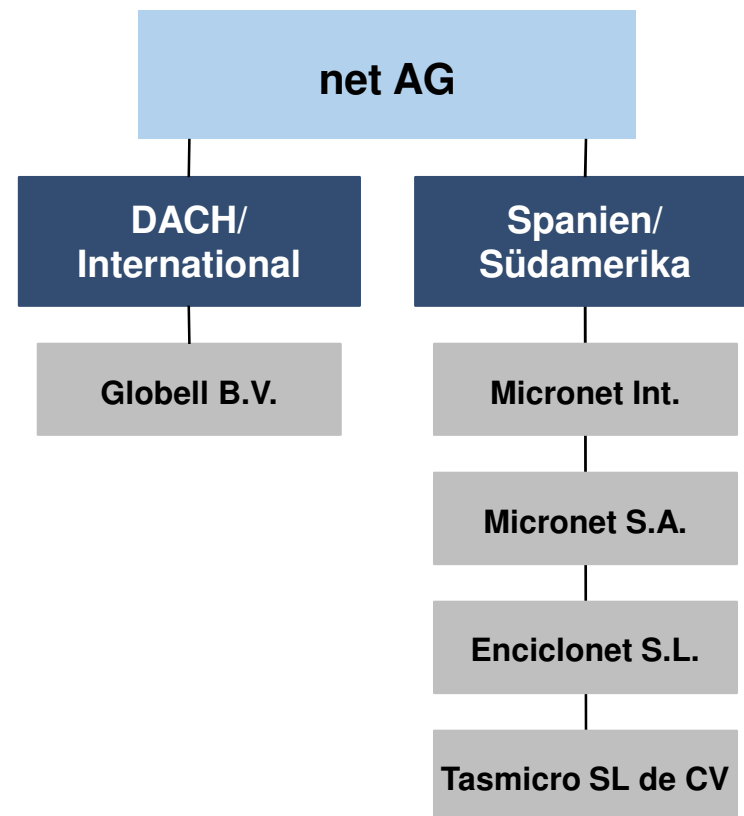 net AG
DACH/
International
Spanien/
Südamerika
Globell B.V.
Micronet Int.
Micronet S.A.
Enciclonet S.L.
Tasmicro SL de CV